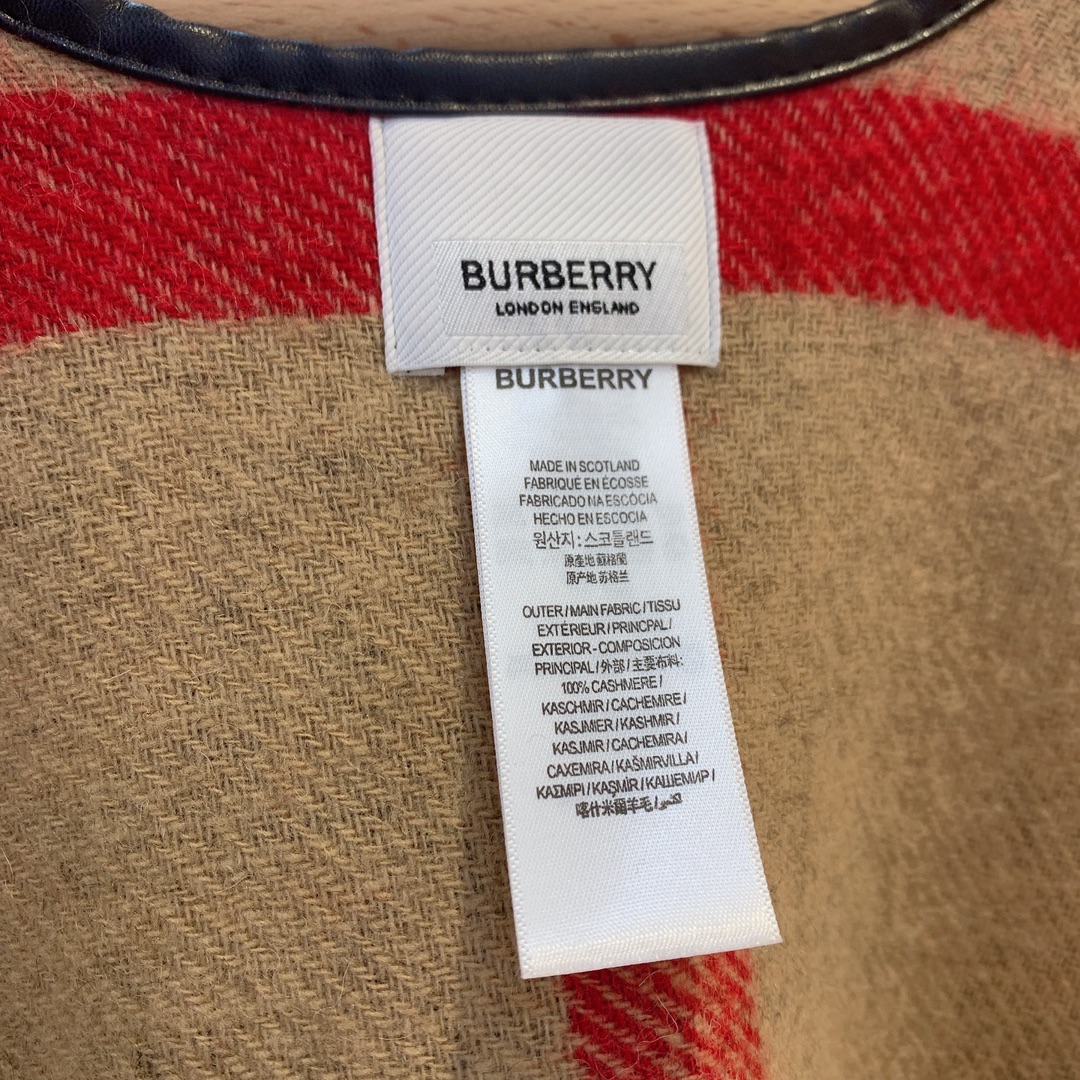 BURBERRY
LONDON ENGLAND
BURBERRY
MADE IN SCOTLAND
FABRIQUÉ EN ÉCOSSE
FABRICADO NA ESCÓCIA
HECHO EN ESCOCIA
원산지 : 스코틀랜드
原產地 蘇格蘭
原产地 苏格兰
OUTER / MAIN FABRIC / TISSU
EXTÉRIEUR / PRINCPAL /
EXTERIOR - COMPOSICION
PRINCIPAL / 外部 / 主要布料:
100% CASHMERE /
KASCHMIR / CACHEMIRE /
KASJMIER / KASHMIR /
KASJMIR / CACHEMIRA /
CAXEMIRA / KAŠMIRVILLA /
ΚΑΣΜΙΡΙ / KAŞMİR / КАШЕМИР /
喀什米爾羊毛 /